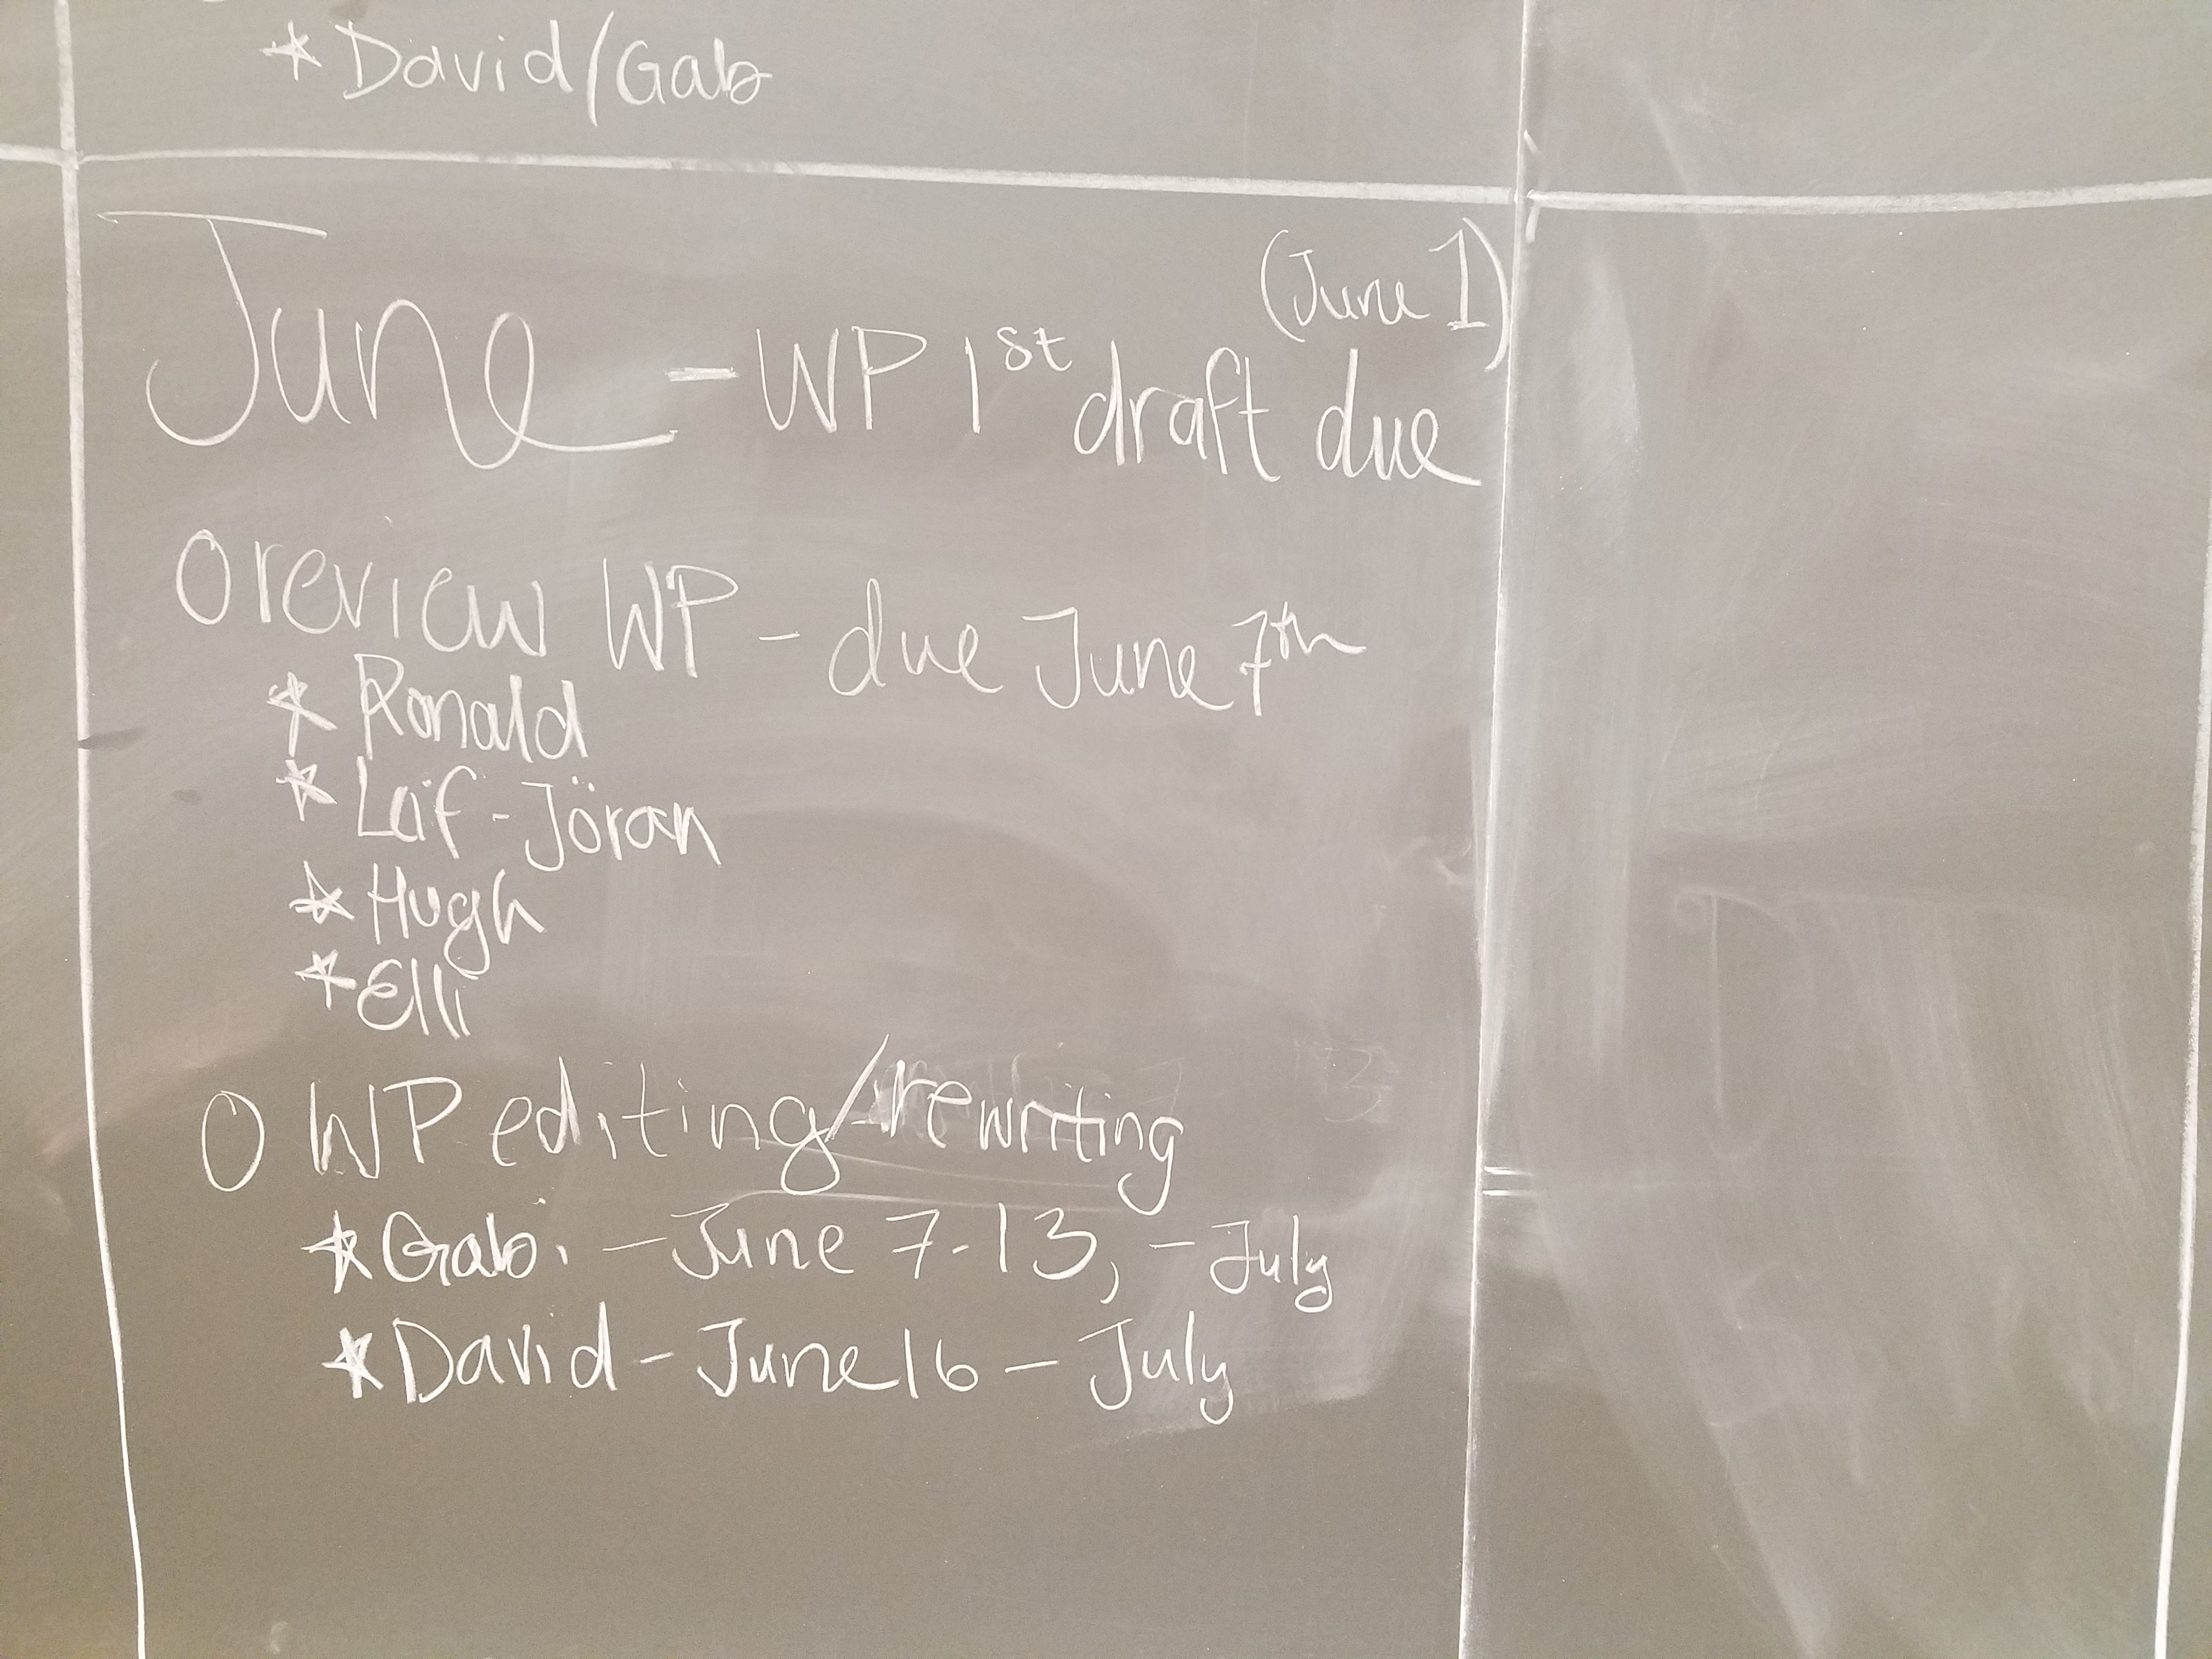 * David/Gab
(June 1)
June - WP 1st draft due
O review WP - due June 7th
* Ronald
* Laif-Jöran
* Hugh
* Elli
O WP editing/rewriting
* Gab. - June 7-13, - July
* David - June 16 - July